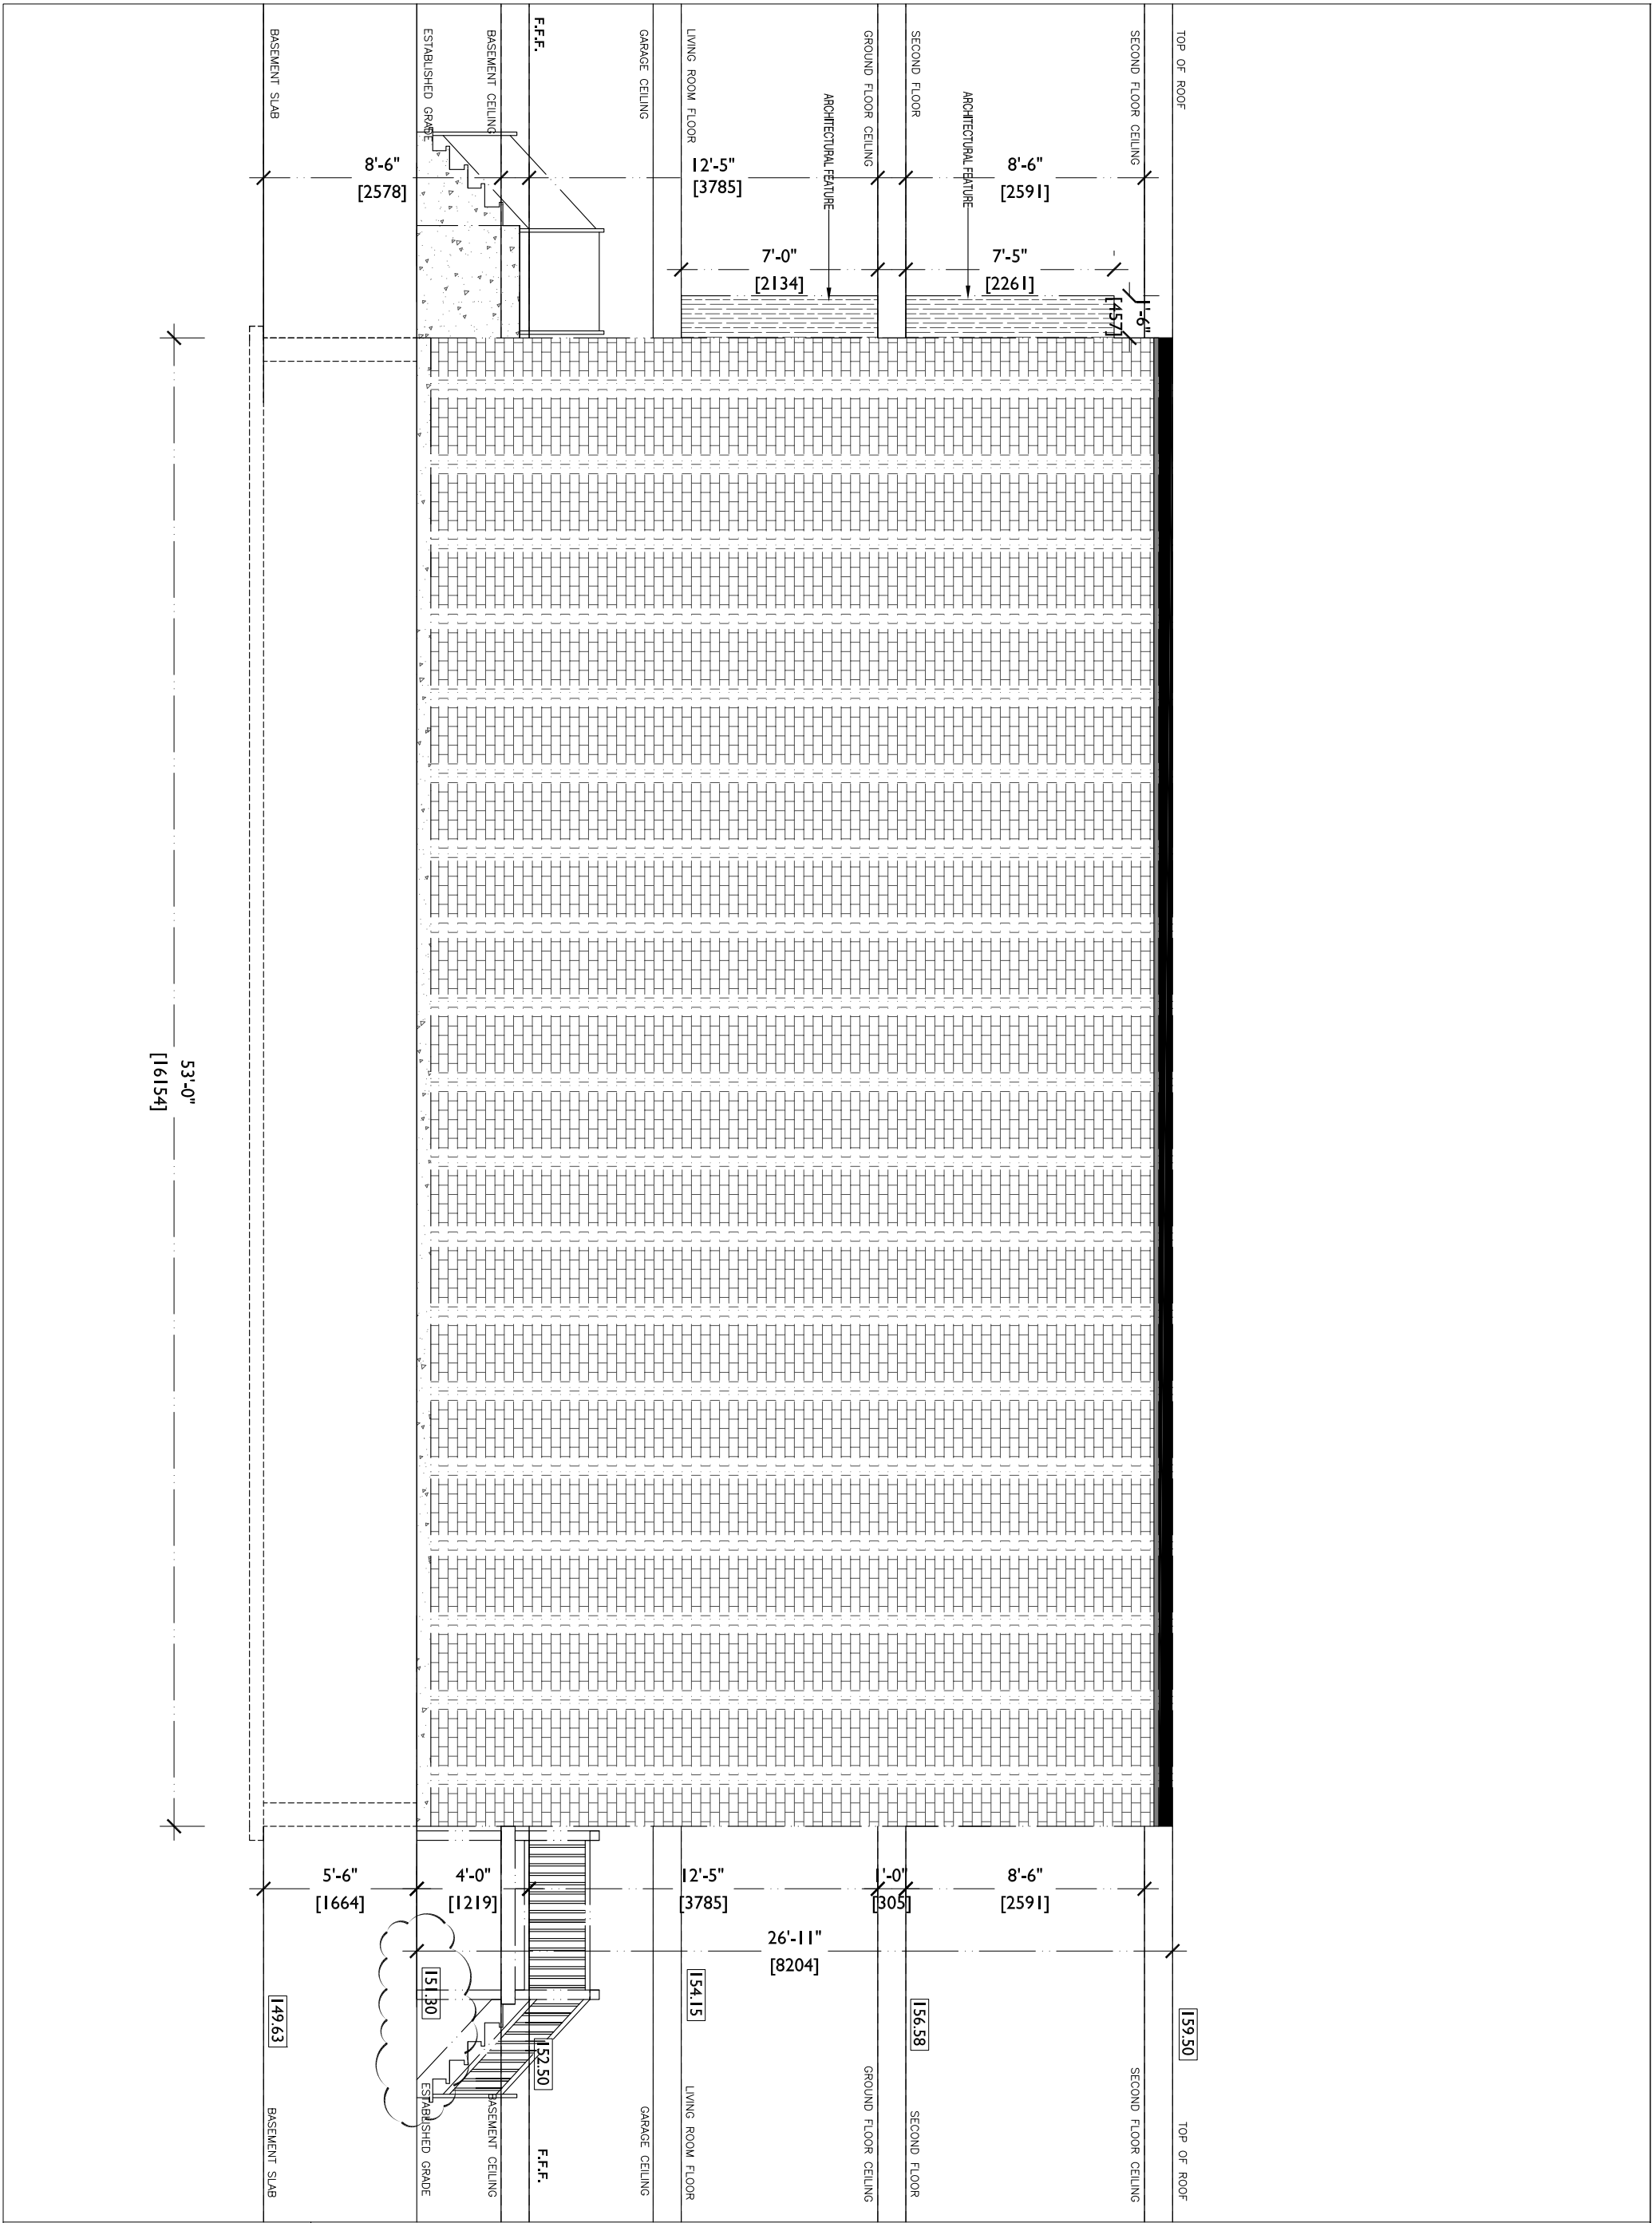 TOP OF ROOF
SECOND FLOOR CEILING
SECOND FLOOR
GROUND FLOOR CEILING
LIVING ROOM FLOOR
GARAGE CEILING
F.F.F.
BASEMENT CEILING
ESTABLISHED GRADE
BASEMENT SLAB
ARCHITECTURAL FEATURE
ARCHITECTURAL FEATURE
8'-6"
[2578]
12'-5"
[3785]
8'-6"
[2591]
7'-0"
[2134]
7'-5"
[2261]
1'-6"
[457]
53'-0"
[16154]
5'-6"
[1664]
4'-0"
[1219]
12'-5"
[3785]
1'-0"
[305]
8'-6"
[2591]
26'-11"
[8204]
159.50
156.58
154.15
152.50
151.30
149.63
TOP OF ROOF
SECOND FLOOR CEILING
SECOND FLOOR
GROUND FLOOR CEILING
LIVING ROOM FLOOR
GARAGE CEILING
F.F.F.
BASEMENT CEILING
ESTABLISHED GRADE
BASEMENT SLAB